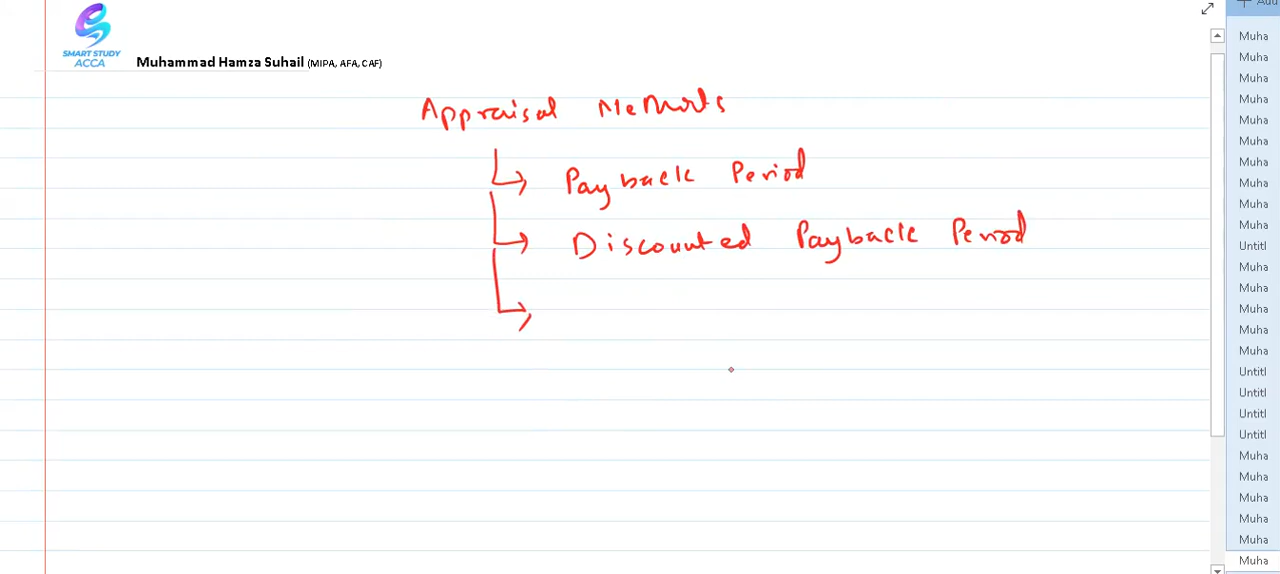 SMART STUDY
ACCA
Muhammad Hamza Suhail (MIPA, AFA, CAF)
Appraisal Methods
Payback Period
Discounted Payback Period
Add
Muha
Muha
Muha
Muha
Muha
Muha
Muha
Muha
Muha
Muha
Untitl
Muha
Muha
Muha
Muha
Muha
Untitl
Untitl
Untitl
Untitl
Muha
Muha
Muha
Muha
Muha
Muha